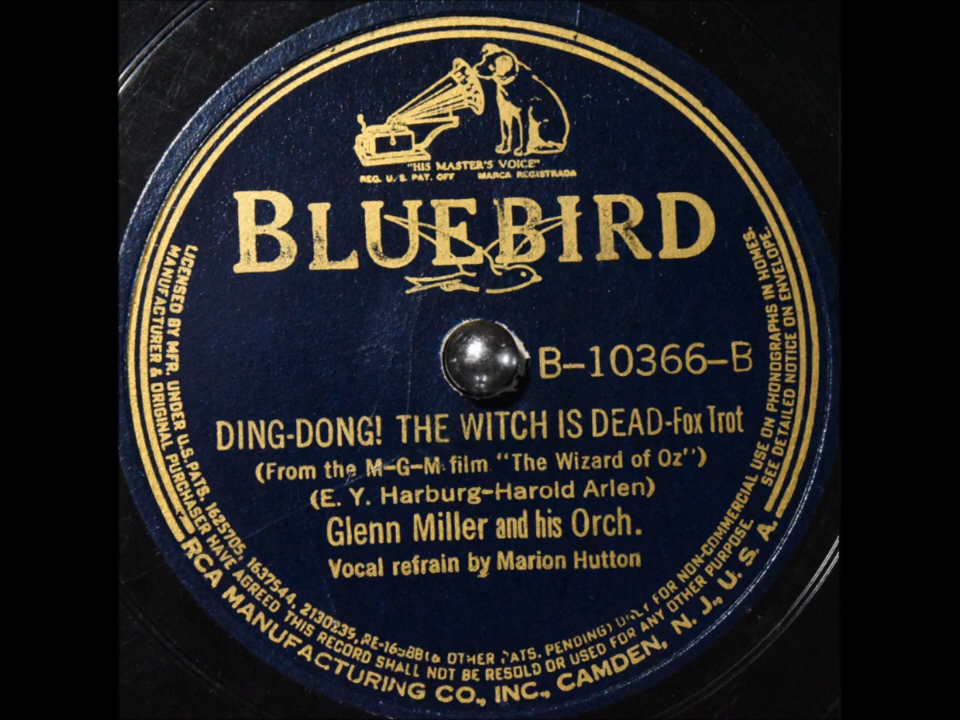 "HIS MASTER'S VOICE"
REG. U. S. PAT. OFF MARCA REGISTRADA
BLUEBIRD
B-10366-B
DING-DONG! THE WITCH IS DEAD-Fox Trot
(From the M-G-M film "The Wizard of Oz")
(E. Y. Harburg-Harold Arlen)
Glenn Miller and his Orch.
Vocal refrain by Marion Hutton
LICENSED BY MFR. UNDER U.S. PATS. 1625705, 1637544, 2130235, (& OTHER PATS. PENDING) ONLY FOR NON-COMMERCIAL USE ON PHONOGRAPHS IN HOMES.
MANUFACTURER & ORIGINAL PURCHASER HAVE AGREED THIS RECORD SHALL NOT BE RESOLD OR USED FOR ANY OTHER PURPOSE. SEE DETAILED NOTICE ON ENVELOPE.
RCA MANUFACTURING CO., INC., CAMDEN, N. J., U. S. A.